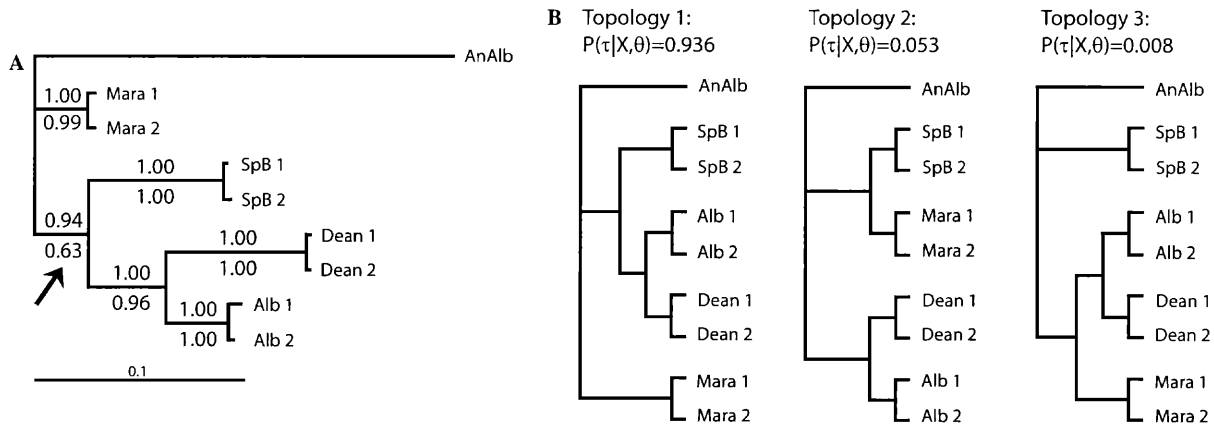 A
AnAlb
1.00
Mara 1
0.99
Mara 2
1.00
SpB 1
1.00
SpB 2
0.94
0.63
1.00
Dean 1
1.00
Dean 2
1.00
0.96
1.00
Alb 1
1.00
Alb 2
0.1
B
Topology 1:
P(τ|X,θ)=0.936
AnAlb
SpB 1
SpB 2
Alb 1
Alb 2
Dean 1
Dean 2
Mara 1
Mara 2
Topology 2:
P(τ|X,θ)=0.053
AnAlb
SpB 1
SpB 2
Mara 1
Mara 2
Dean 1
Dean 2
Alb 1
Alb 2
Topology 3:
P(τ|X,θ)=0.008
AnAlb
SpB 1
SpB 2
Alb 1
Alb 2
Dean 1
Dean 2
Mara 1
Mara 2